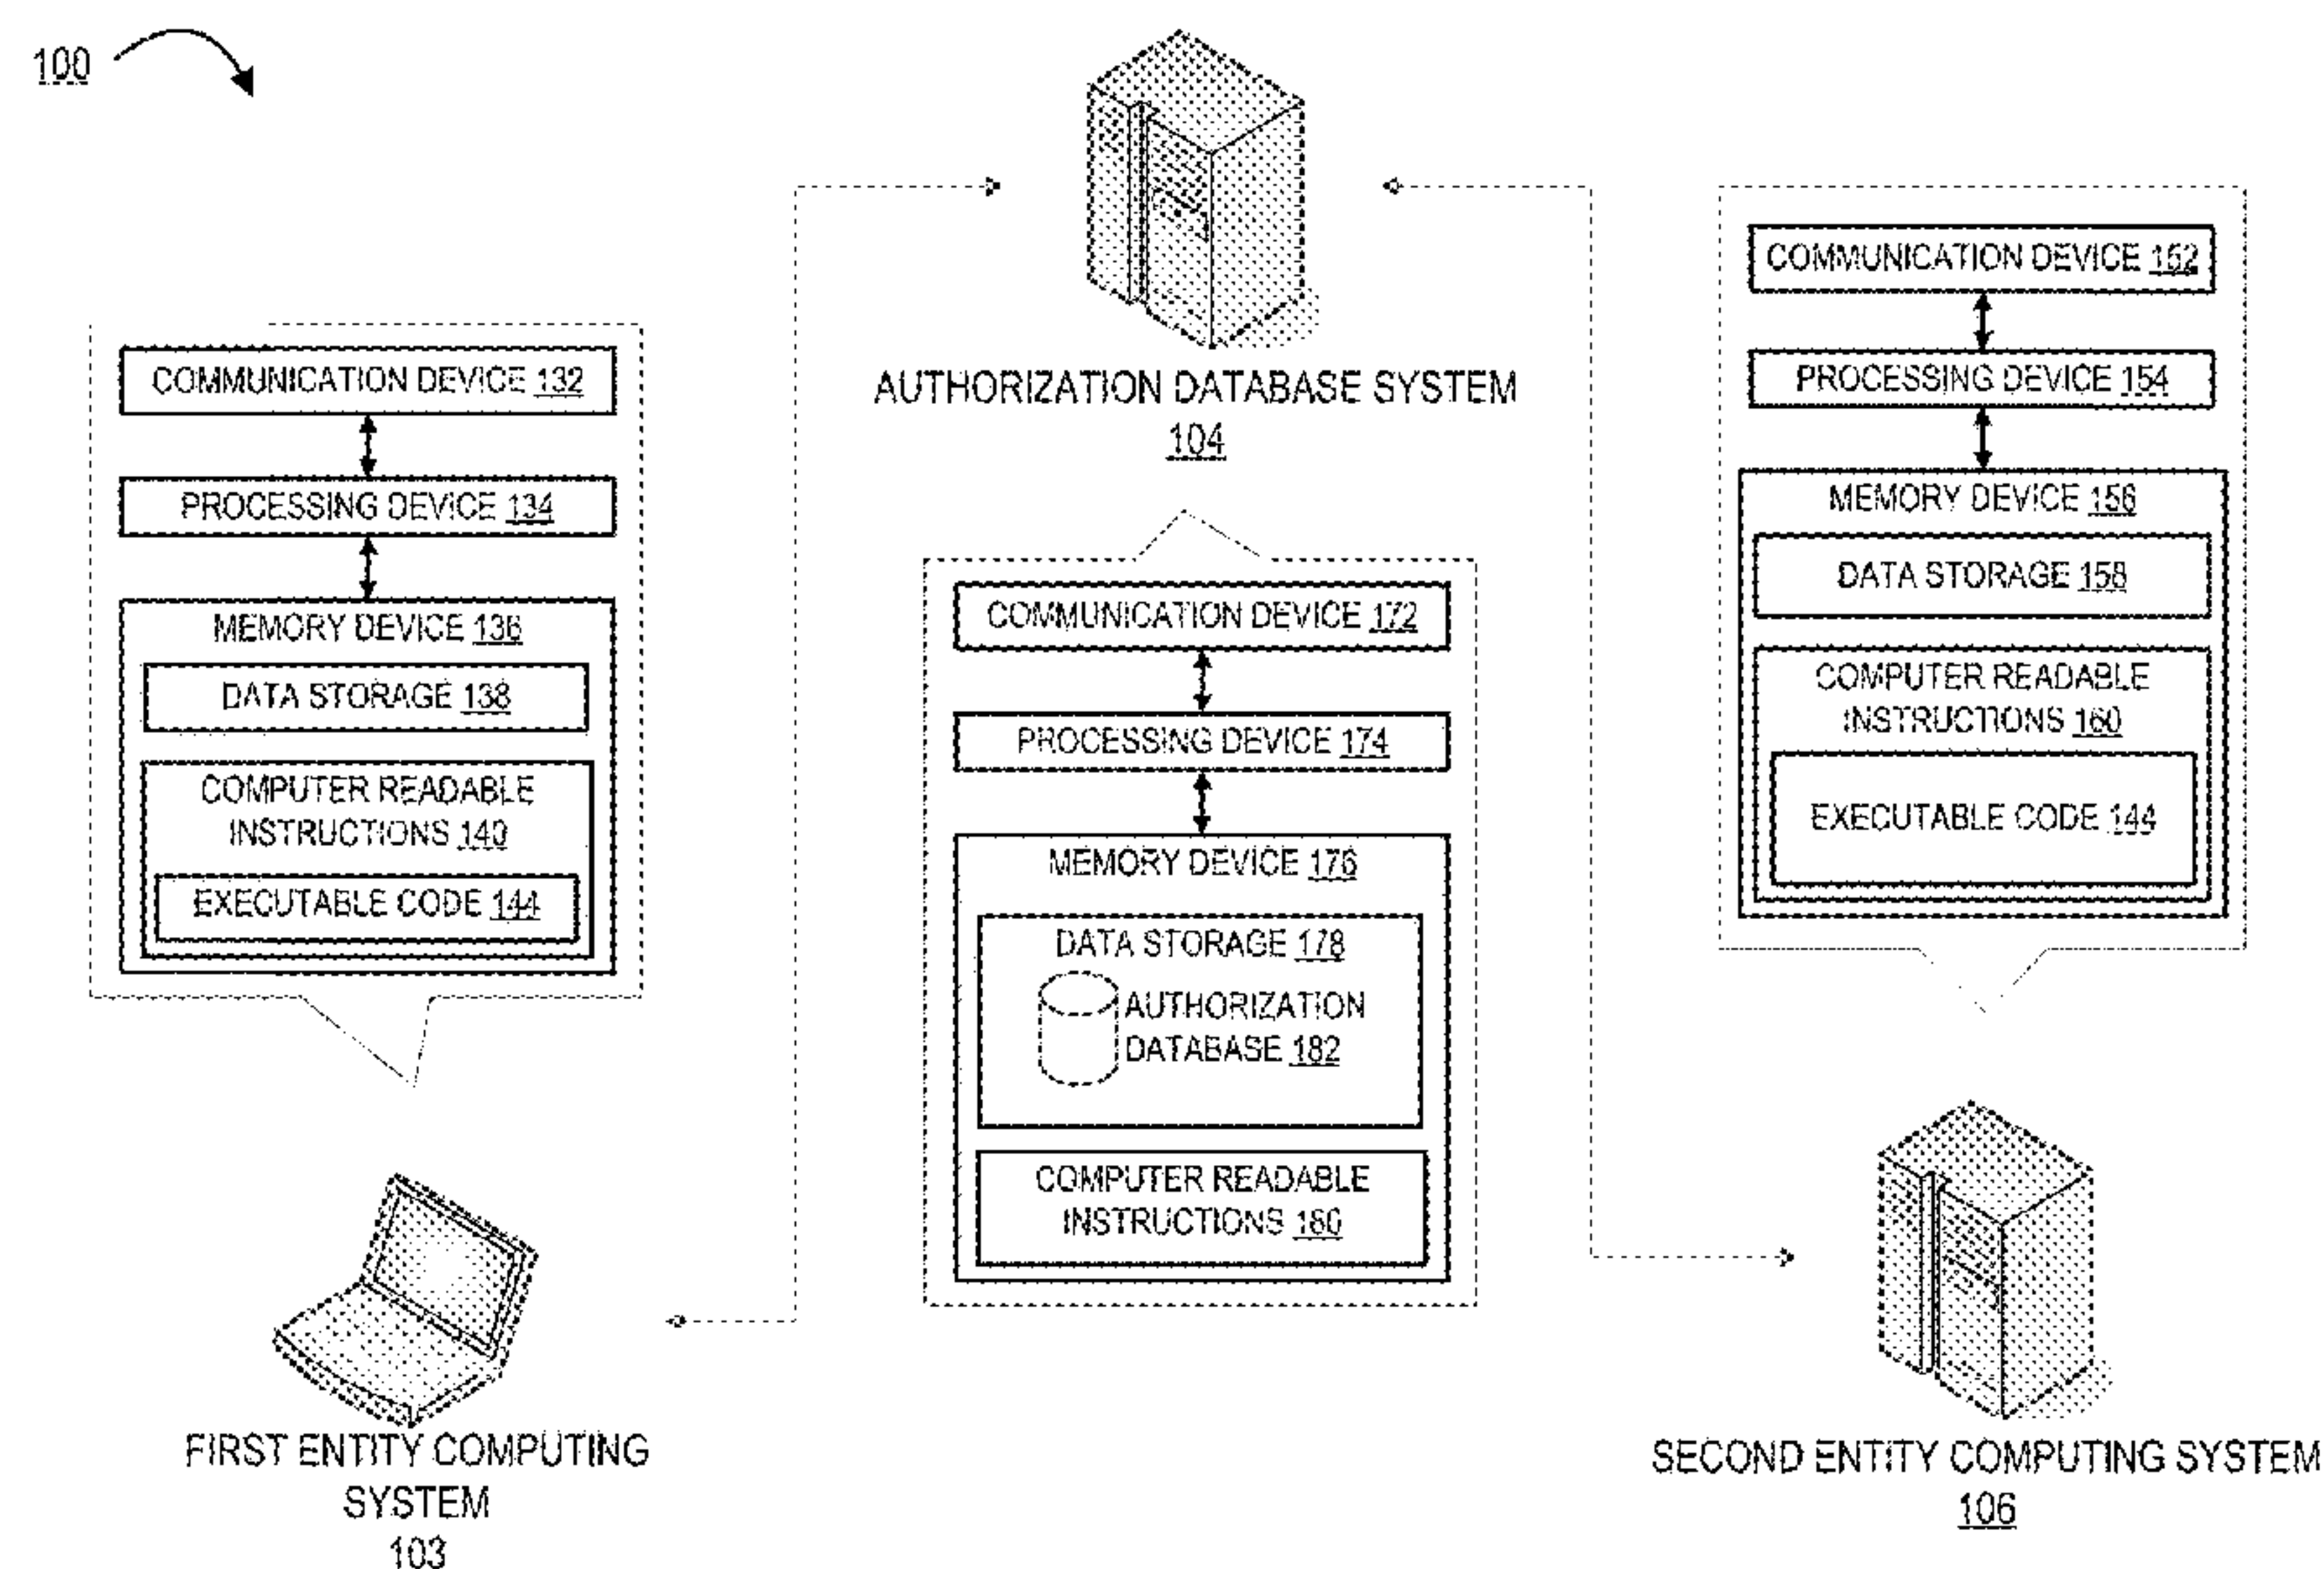 100
COMMUNICATION DEVICE 132
PROCESSING DEVICE 134
MEMORY DEVICE 136
DATA STORAGE 138
COMPUTER READABLE
INSTRUCTIONS 140
EXECUTABLE CODE 144
FIRST ENTITY COMPUTING
SYSTEM
103
AUTHORIZATION DATABASE SYSTEM
104
COMMUNICATION DEVICE 172
PROCESSING DEVICE 174
MEMORY DEVICE 176
DATA STORAGE 178
AUTHORIZATION
DATABASE 182
COMPUTER READABLE
INSTRUCTIONS 180
COMMUNICATION DEVICE 152
PROCESSING DEVICE 154
MEMORY DEVICE 156
DATA STORAGE 158
COMPUTER READABLE
INSTRUCTIONS 160
EXECUTABLE CODE 144
SECOND ENTITY COMPUTING SYSTEM
106